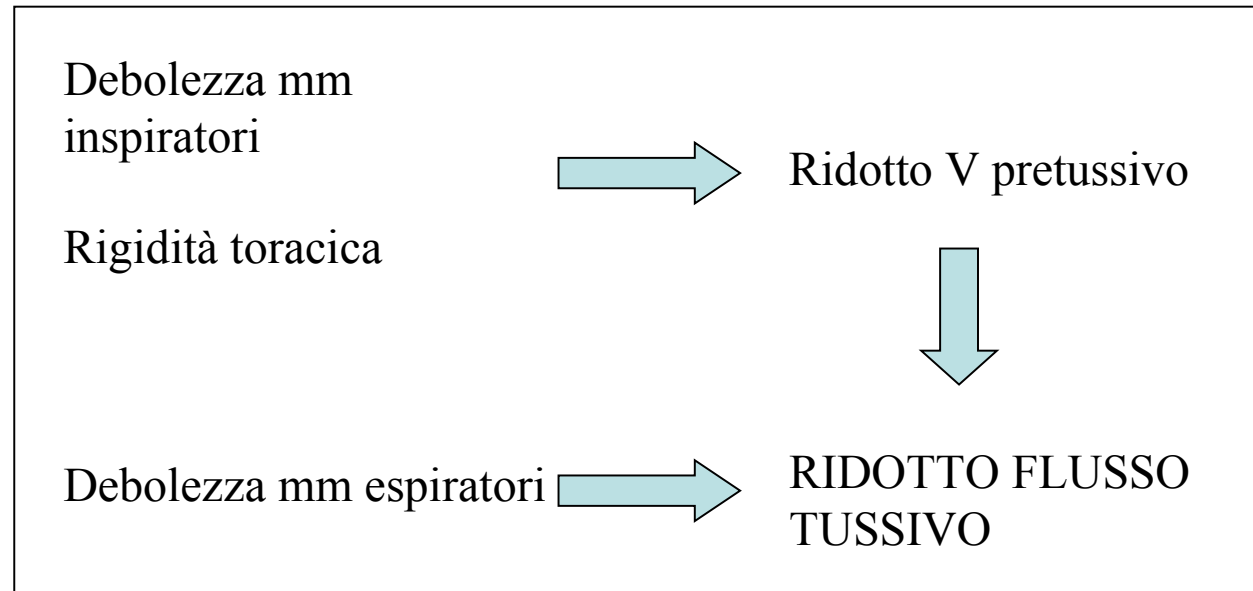 Debolezza mm
inspiratori
Ridotto V pretussivo
Rigidità toracica
Debolezza mm espiratori
RIDOTTO FLUSSO
TUSSIVO